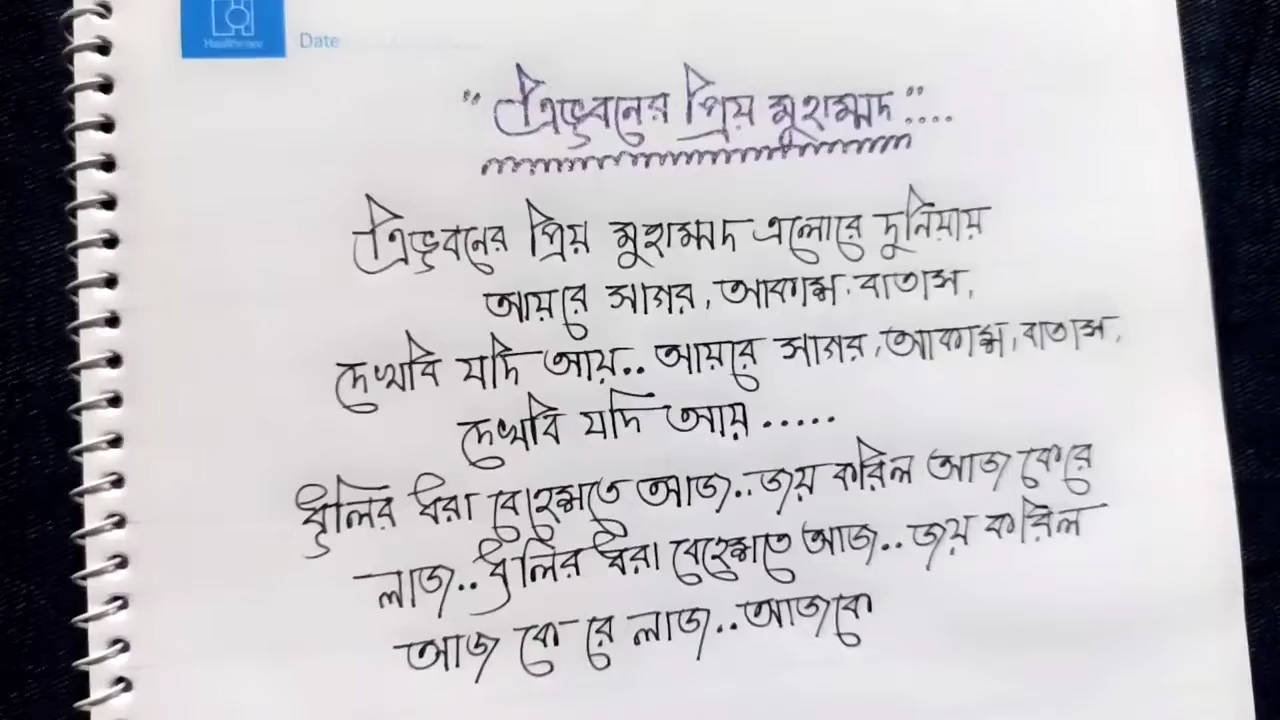 Healthcare
Date
"ত্রিভুবনের প্রিয় মুহাম্মদ"....
ত্রিভুবনের প্রিয় মুহাম্মদ এলোরে দুনিয়ায়
আয়রে সাগর, আকাশ, বাতাস,
দেখবি যদি আয়.. আয়রে সাগর, আকাশ, বাতাস,
দেখবি যদি আয়.....
ধুলির ধরা বেহেশতে আজ.. জয় করিল আজ কেরে
লাজ.. ধুলির ধরা বেহেশতে আজ.. জয় করিল
আজ কে রে লাজ.. আজকে